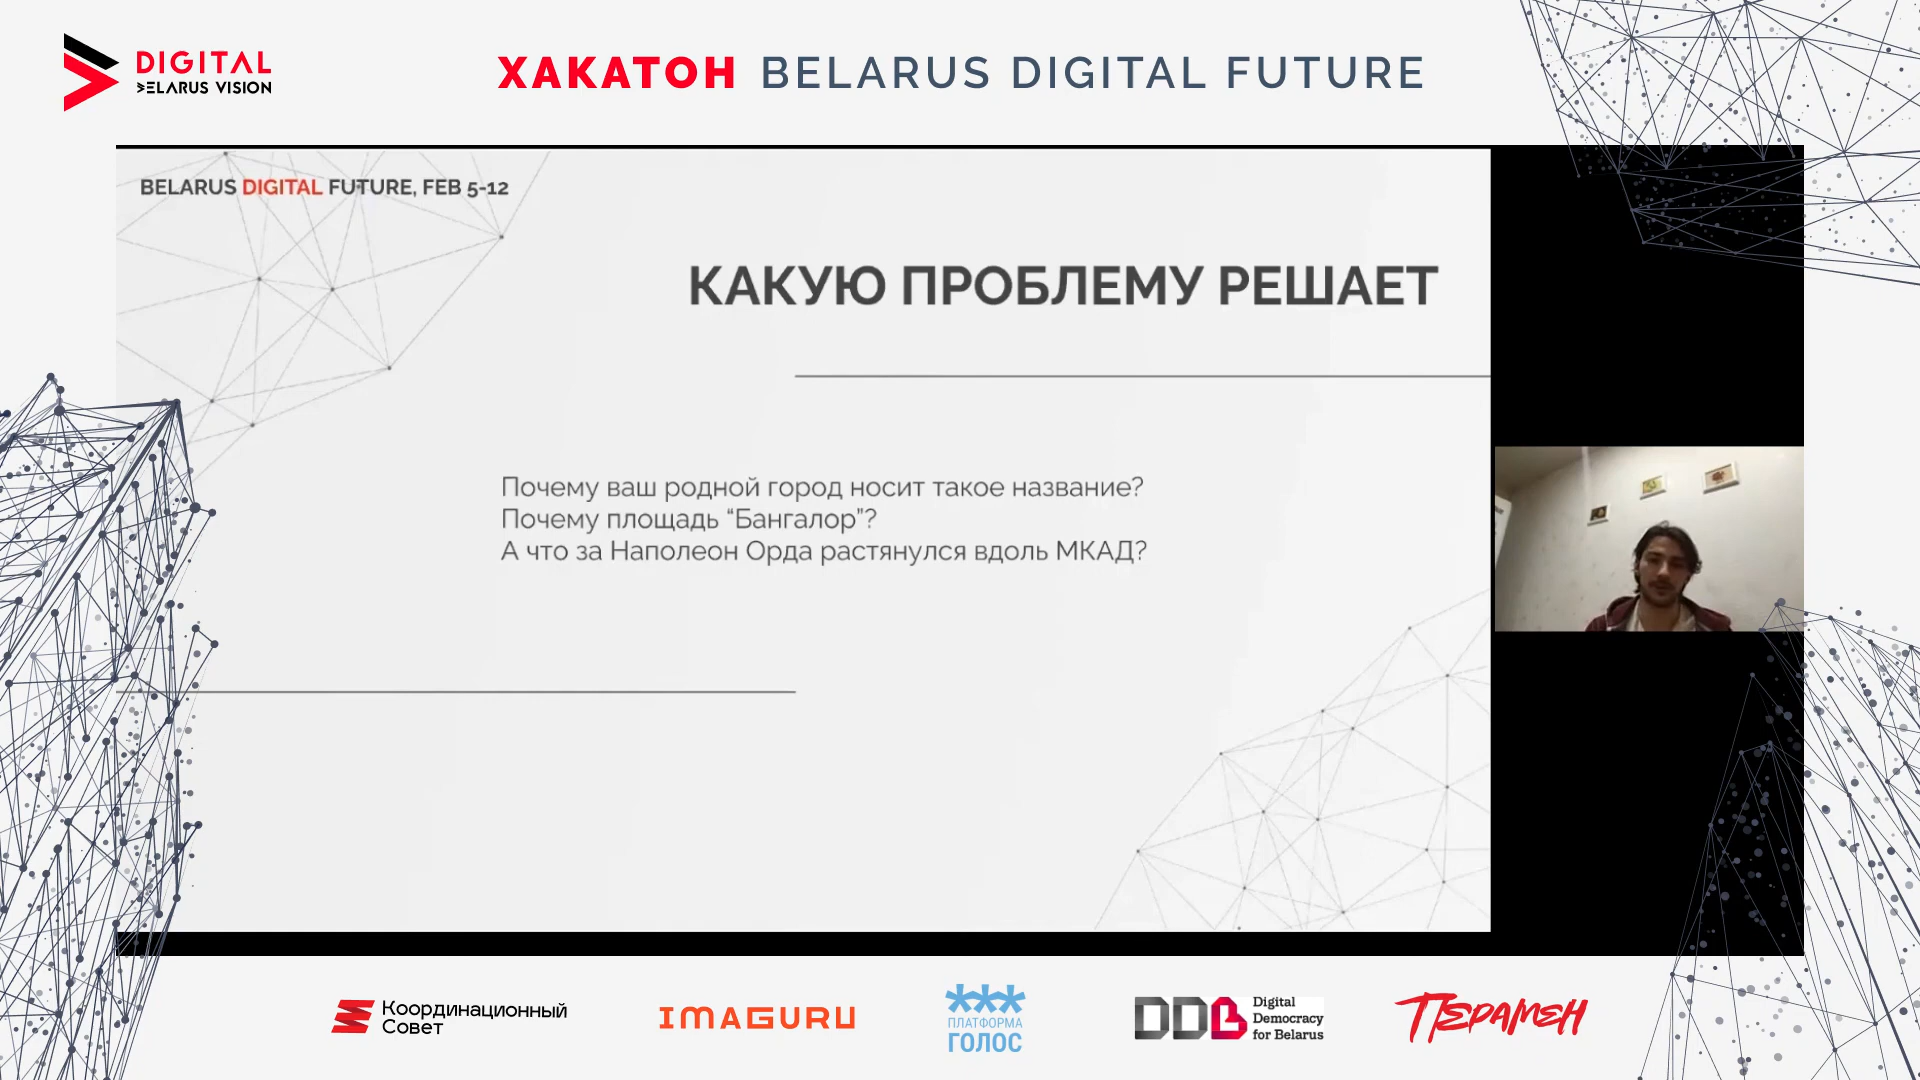 DIGITAL
BELARUS VISION
ХАКАТОН BELARUS DIGITAL FUTURE
BELARUS DIGITAL FUTURE, FEB 5-12
КАКУЮ ПРОБЛЕМУ РЕШАЕТ
Почему ваш родной город носит такое название?
Почему площадь “Бангалор”?
А что за Наполеон Орда растянулся вдоль МКАД?
Координационный
Совет
IMAGURU
ПЛАТФОРМА
ГОЛОС
DDB
Digital
Democracy
for Belarus
ПЕРАМЕН